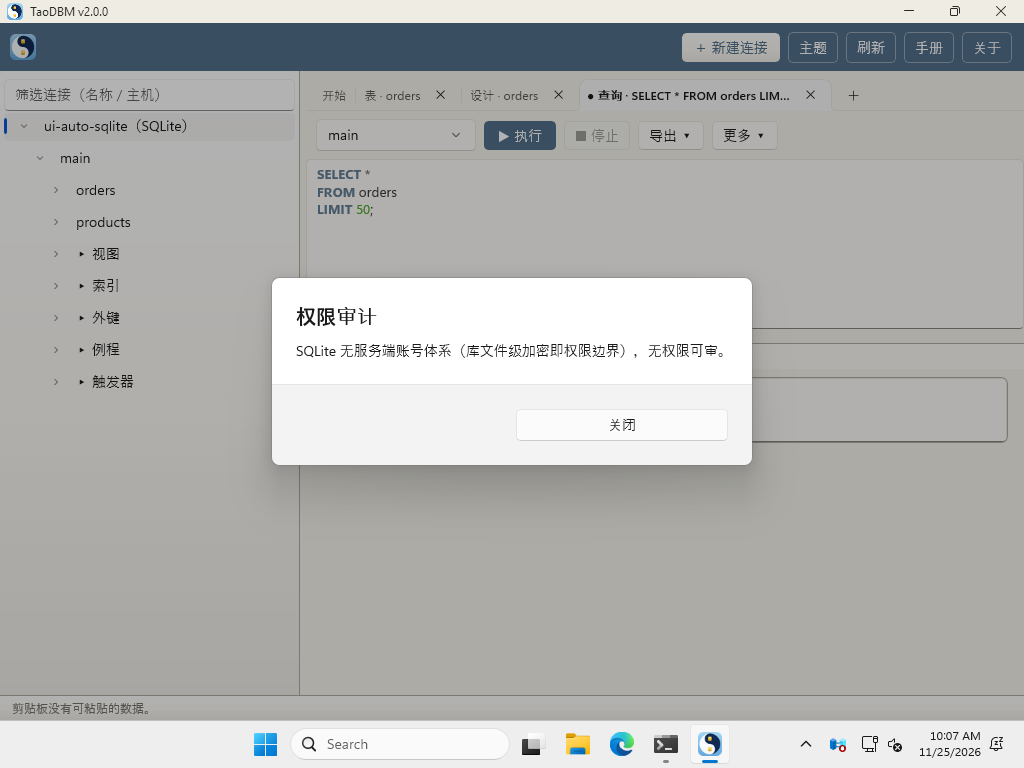 TaoDBM v2.0.0
+ 新建连接
主题
刷新
手册
关于
筛选连接（名称 / 主机）
ui-auto-sqlite（SQLite）
main
orders
products
视图
索引
外键
例程
触发器
开始
表 · orders
设计 · orders
● 查询 · SELECT * FROM orders LIM...
main
执行
停止
导出
更多
SELECT *
FROM orders
LIMIT 50;
权限审计
SQLite 无服务端账号体系（库文件级加密即权限边界），无权限可审。
关闭
剪贴板没有可粘贴的数据。
Search
10:07 AM
11/25/2026